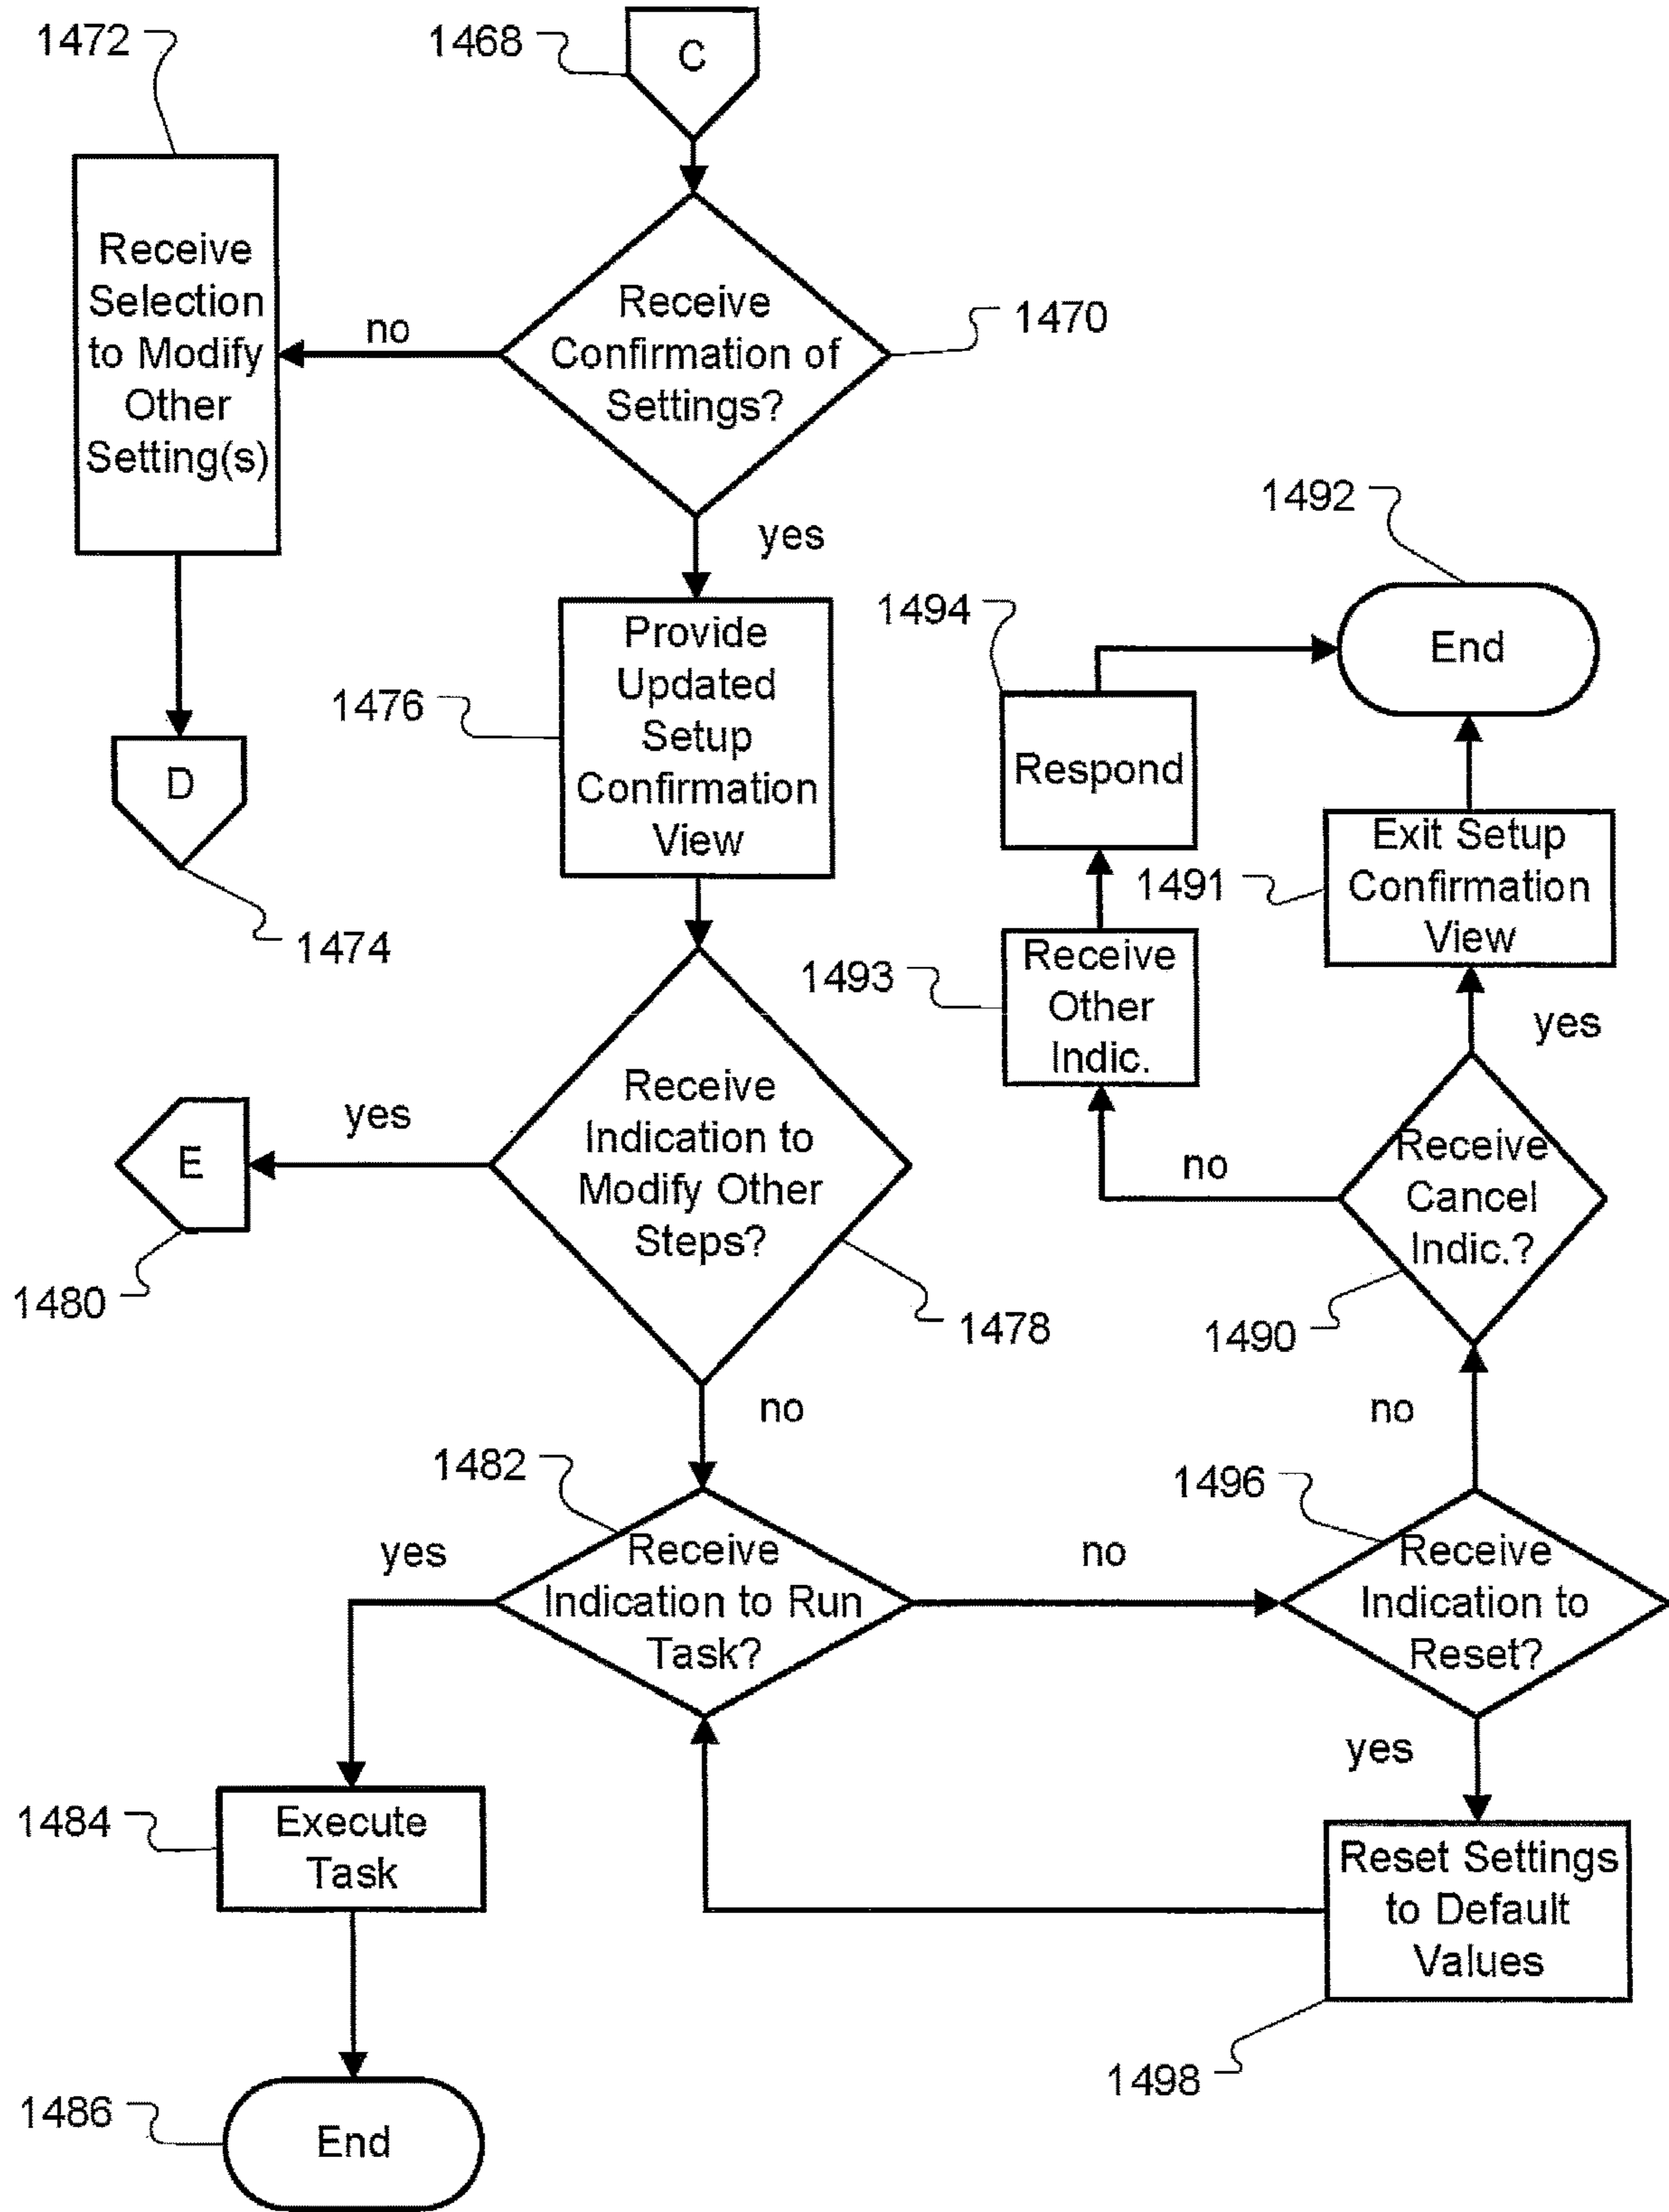 1472
1468
C
Receive
Selection
to Modify
Other
Setting(s)
no
Receive
Confirmation of
Settings?
1470
yes
1492
End
1494
Respond
Provide
Updated
Setup
Confirmation
View
1476
D
1474
Exit Setup
Confirmation
View
1491
1493
Receive
Other
Indic.
yes
Receive
Indication to
Modify Other
Steps?
yes
E
1480
1478
no
Receive
Cancel
Indic.?
1490
no
no
1482
1496
yes
Receive
Indication to Run
Task?
no
Receive
Indication to
Reset?
yes
1484
Execute
Task
Reset Settings
to Default
Values
1498
1486
End